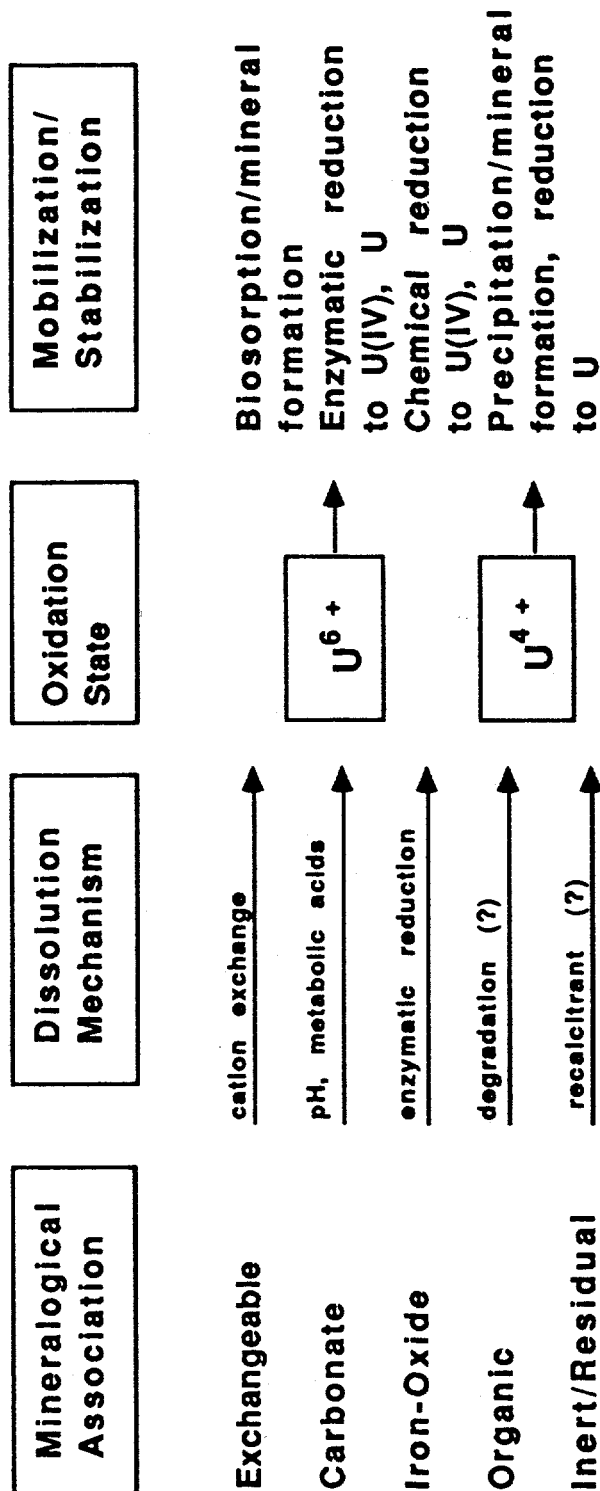 Mineralogical
Association
Dissolution
Mechanism
Oxidation
State
Mobilization/
Stabilization
Exchangeable
cation exchange
Carbonate
pH, metabolic acids
Iron-Oxide
enzymatic reduction
Organic
degradation (?)
Inert/Residual
recalcitrant (?)
U6+
U4+
Biosorption/mineral
formation
Enzymatic reduction
to U(IV), U
Chemical reduction
to U(IV), U
Precipitation/mineral
formation, reduction
to U